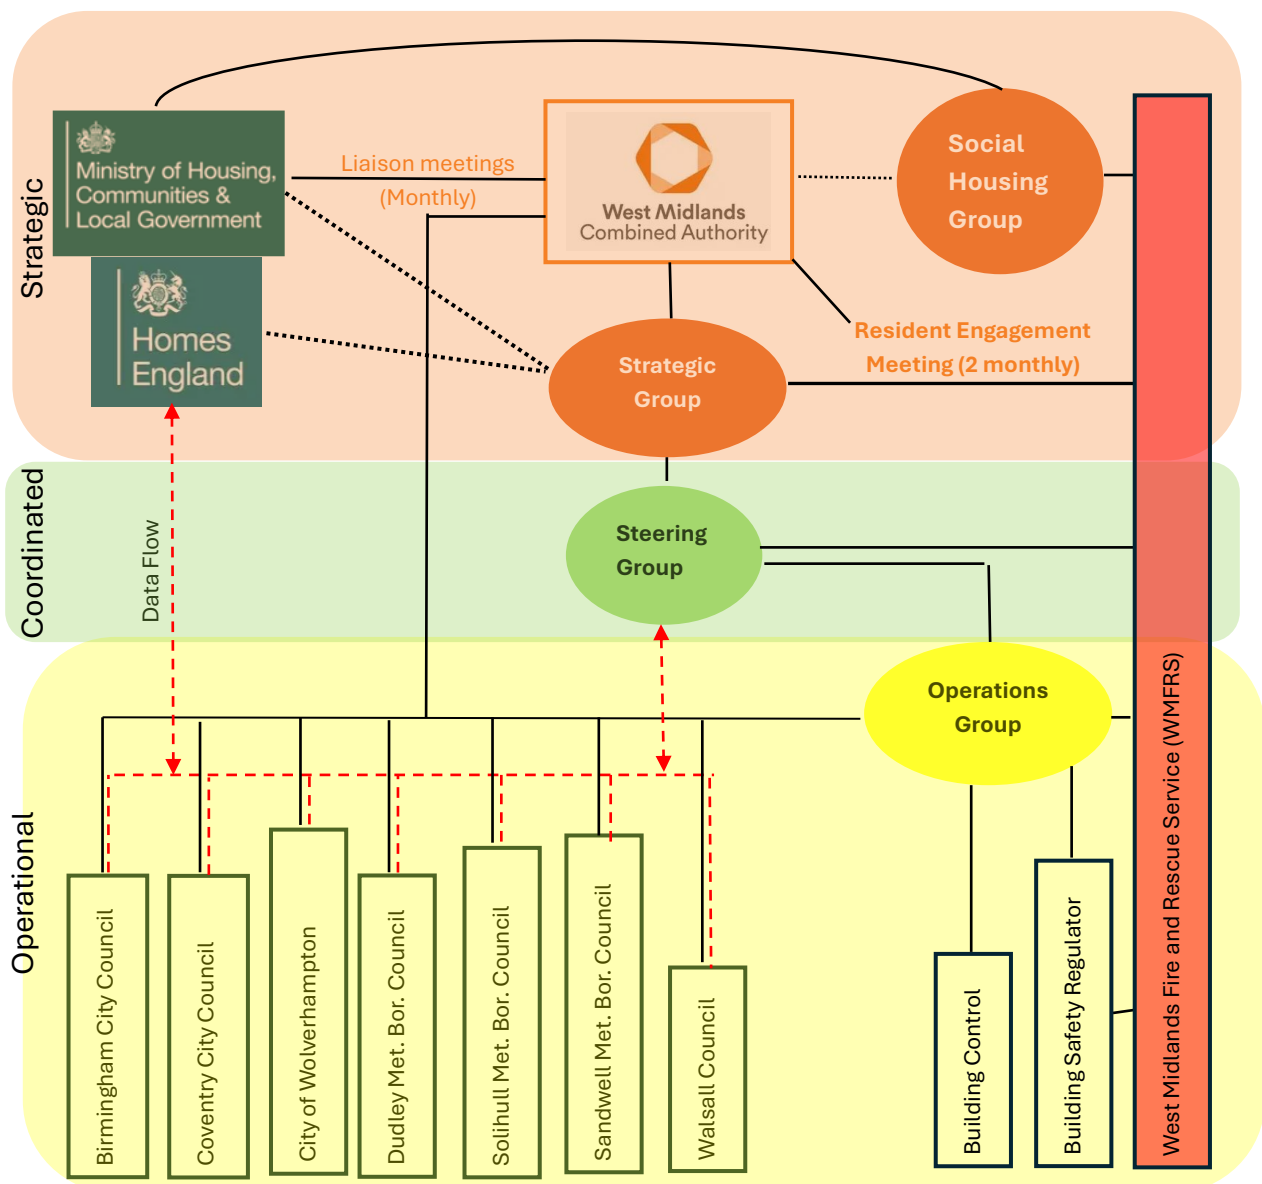 Strategic
Ministry of Housing,
Communities &
Local Government
Homes
England
Liaison meetings
(Monthly)
West Midlands
Combined Authority
Social
Housing
Group
Resident Engagement
Meeting (2 monthly)
Strategic
Group
Coordinated
Data Flow
Steering
Group
Operational
Operations
Group
Birmingham City Council
Coventry City Council
City of Wolverhampton
Dudley Met. Bor. Council
Solihull Met. Bor. Council
Sandwell Met. Bor. Council
Walsall Council
Building Control
Building Safety Regulator
West Midlands Fire and Rescue Service (WMFRS)